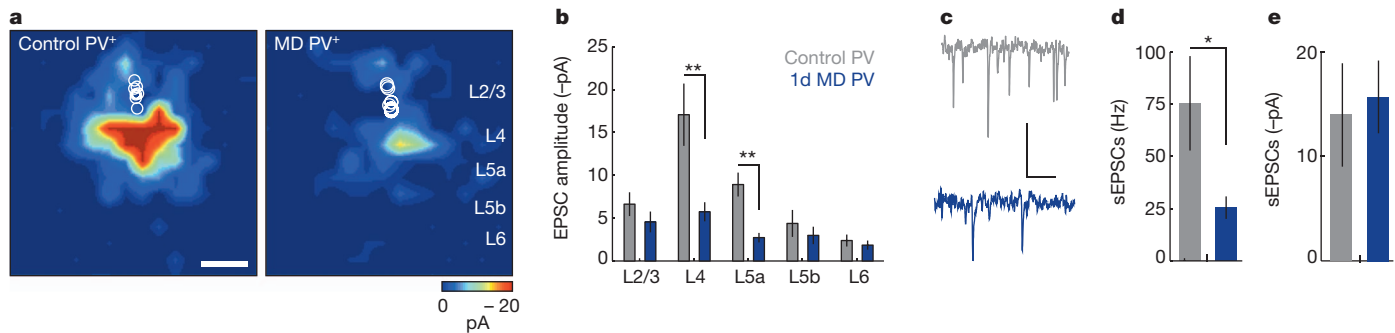 a
Control PV+
MD PV+
L2/3
L4
L5a
L5b
L6
0
– 20
pA
b
EPSC amplitude (–pA)
25
20
15
10
5
0
**
**
Control PV
1d MD PV
L2/3 L4 L5a L5b L6
c
d
sEPSCs (Hz)
100
75
50
25
0
*
e
sEPSCs (–pA)
20
10
0